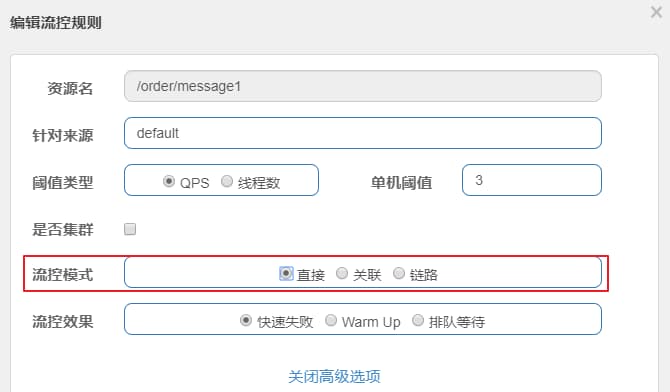 编辑流控规则
资源名 /order/message1
针对来源 default
阈值类型 QPS 线程数 单机阈值 3
是否集群
流控模式 直接 关联 链路
流控效果 快速失败 Warm Up 排队等待
关闭高级选项